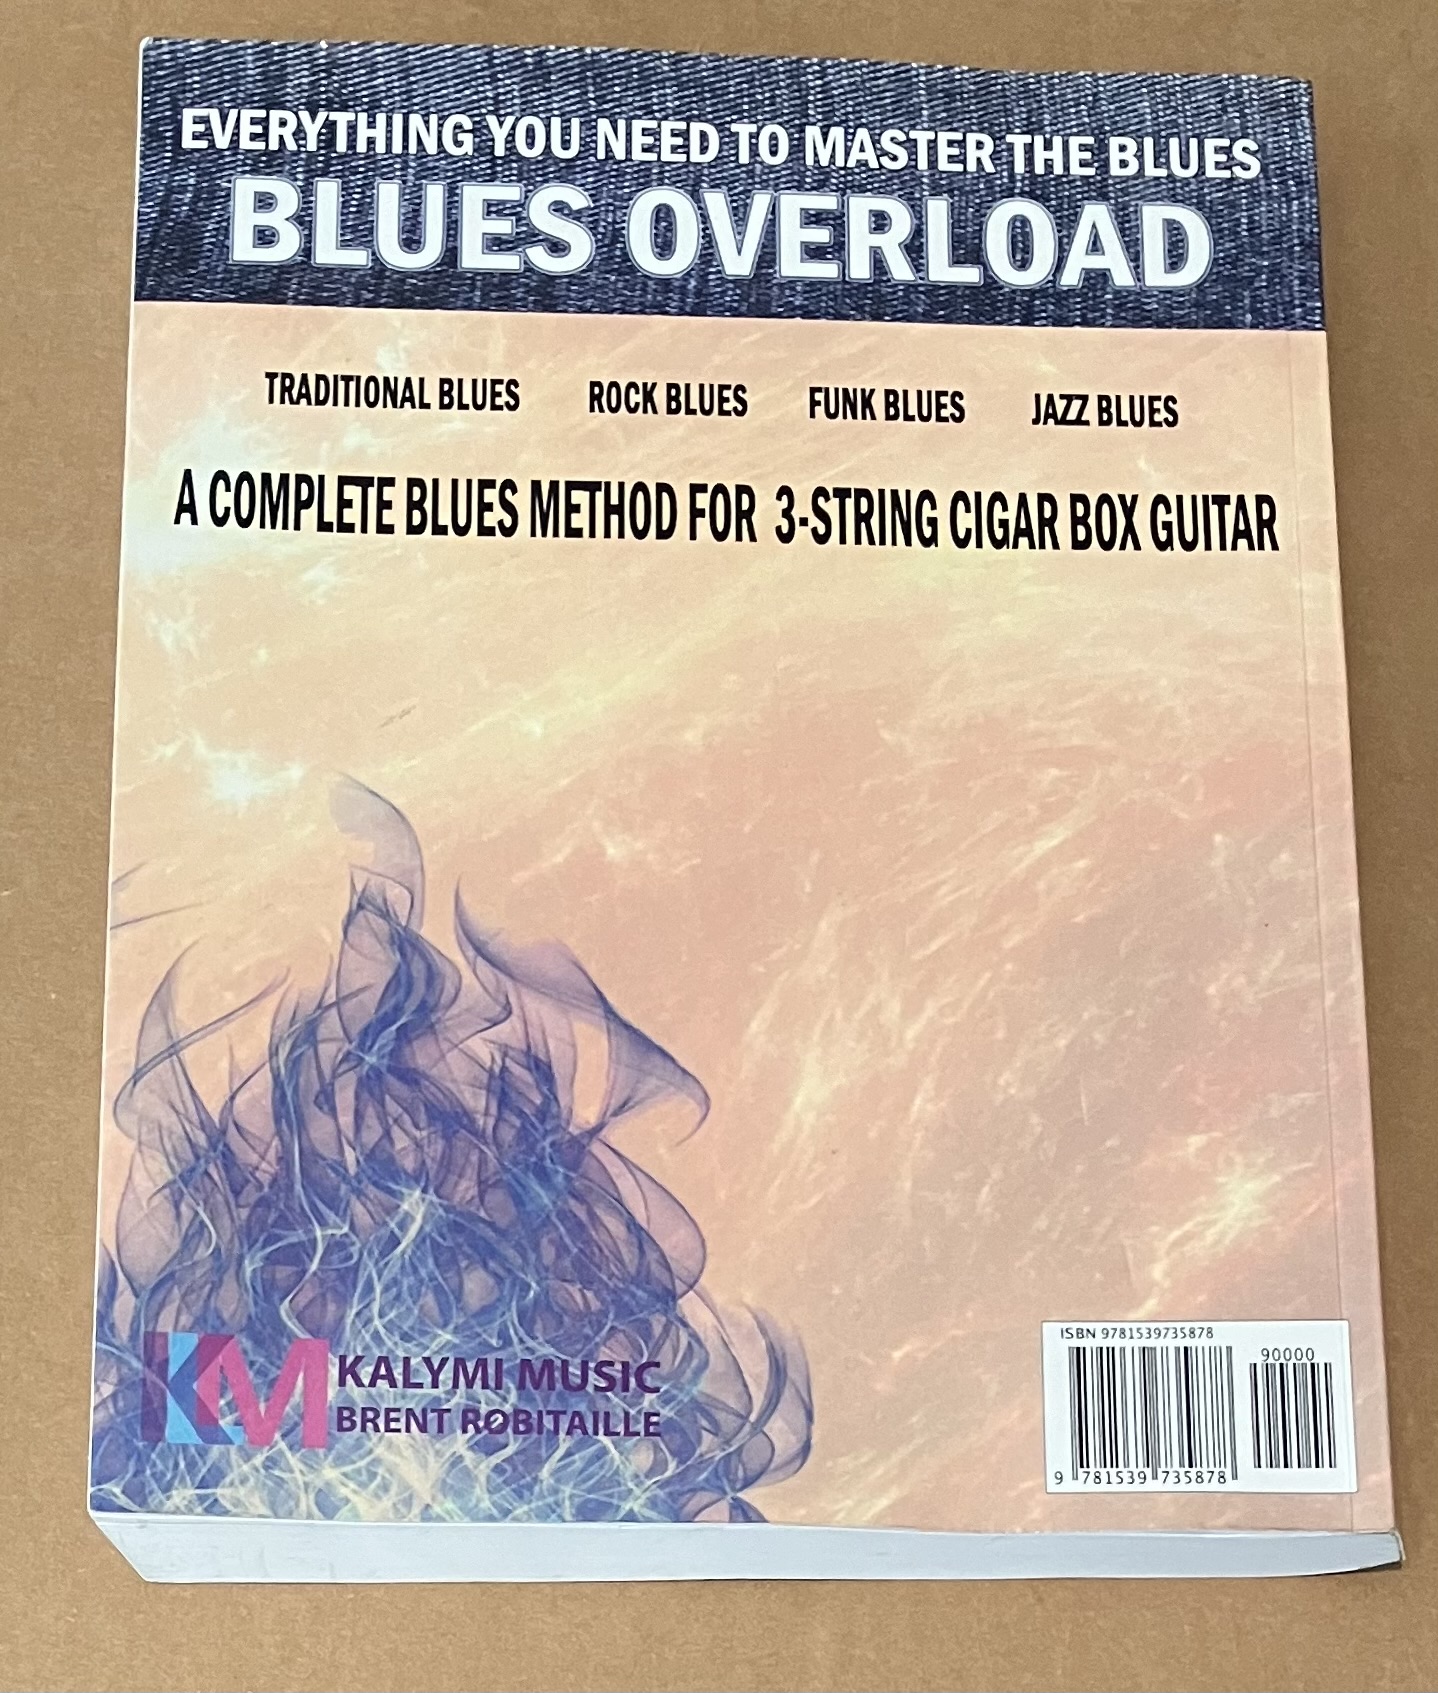 EVERYTHING YOU NEED TO MASTER THE BLUES
BLUES OVERLOAD
TRADITIONAL BLUES ROCK BLUES FUNK BLUES JAZZ BLUES
A COMPLETE BLUES METHOD FOR 3-STRING CIGAR BOX GUITAR
KM KALYMI MUSIC
BRENT ROBITAILLE
ISBN 9781539735878
90000
9 781539 735878